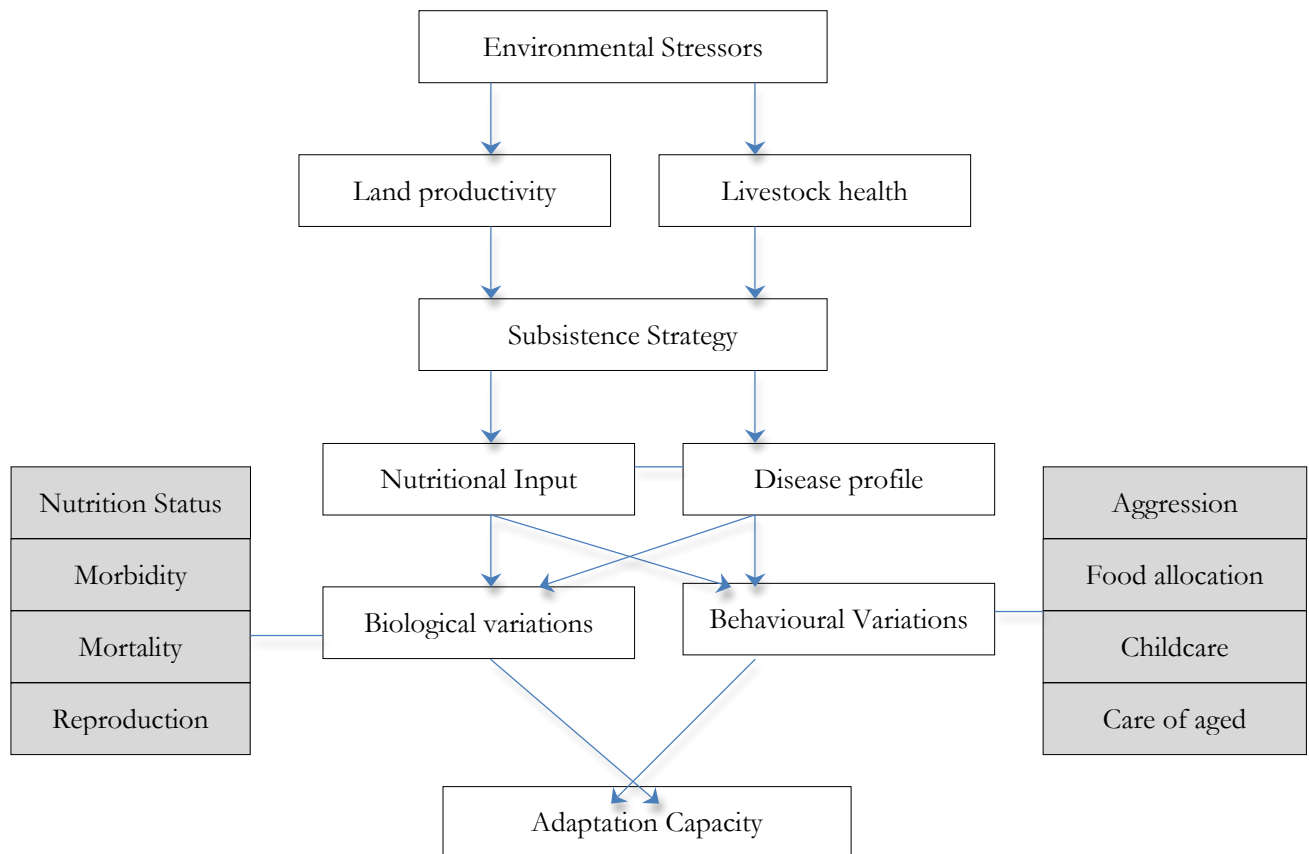 Environmental Stressors
Land productivity
Livestock health
Subsistence Strategy
Nutritional Input
Disease profile
Nutrition Status
Morbidity
Mortality
Reproduction
Aggression
Food allocation
Childcare
Care of aged
Biological variations
Behavioural Variations
Adaptation Capacity